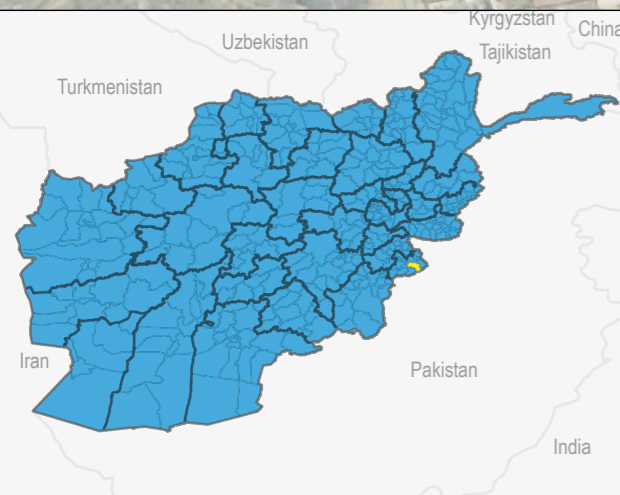 Kyrgyzstan
China
Uzbekistan
Tajikistan
Turkmenistan
Iran
Pakistan
India